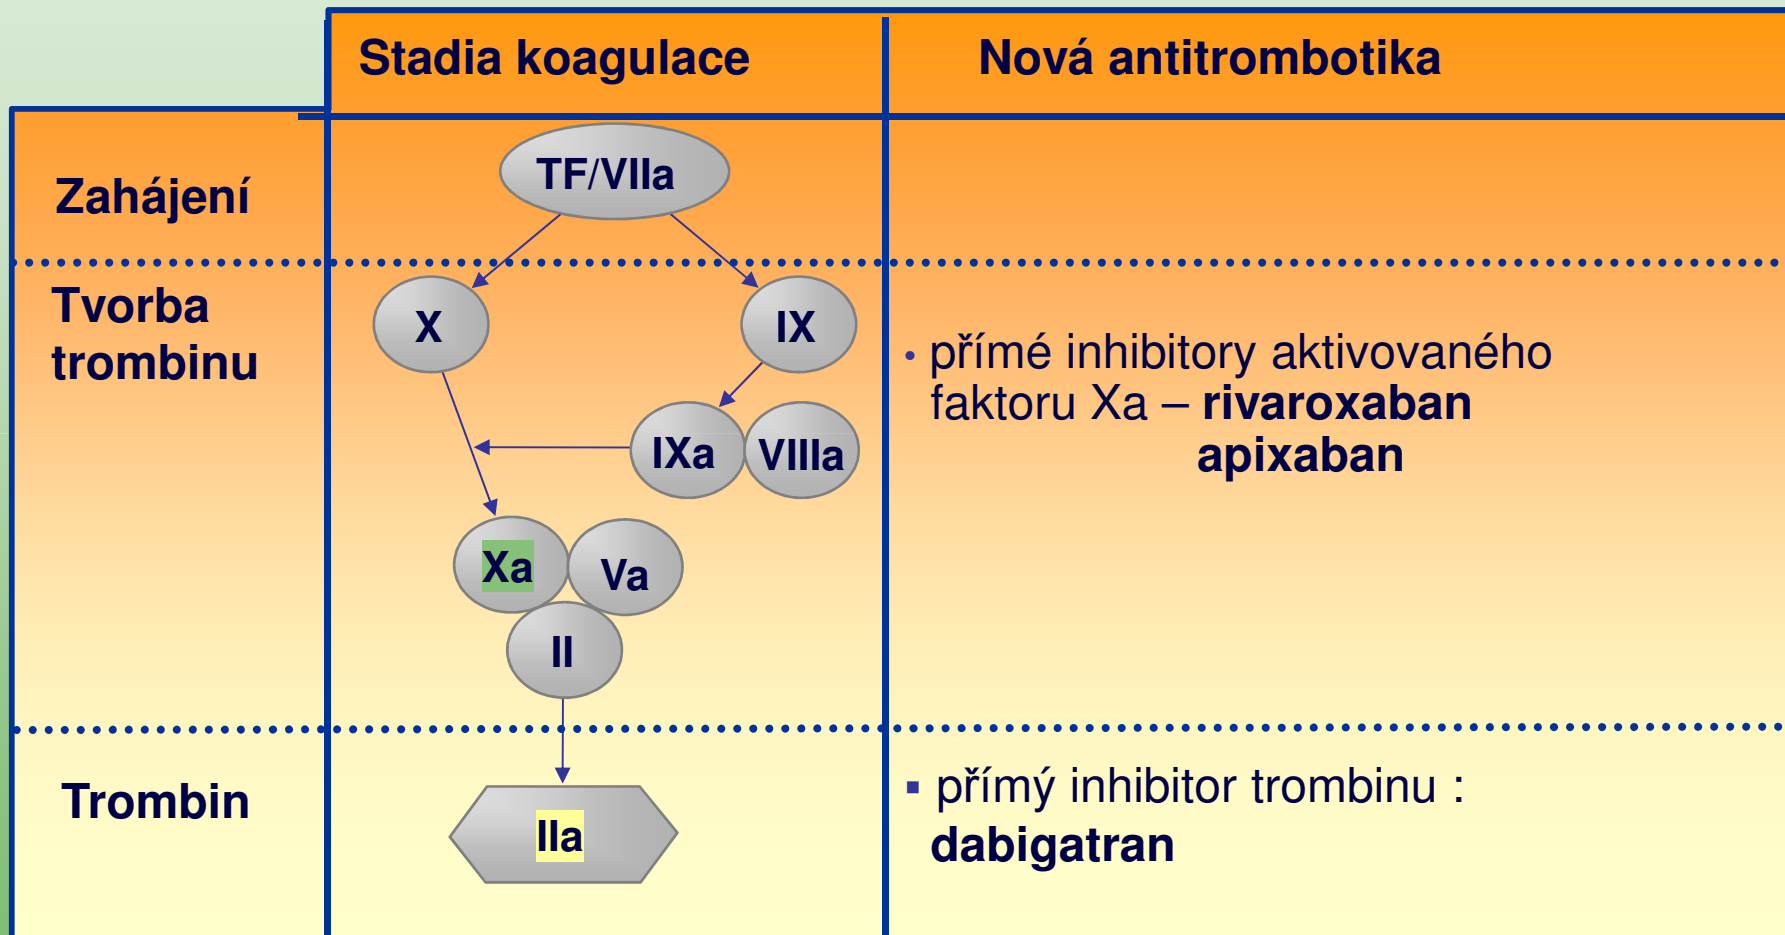 Stadia koagulace
Nová antitrombotika
Zahájení
TF/VIIa
Tvorba
trombinu
X
IX
IXa
VIIIa
Xa
Va
II
• přímé inhibitory aktivovaného
faktoru Xa – rivaroxaban
apixaban
Trombin
IIa
▪ přímý inhibitor trombinu :
dabigatran